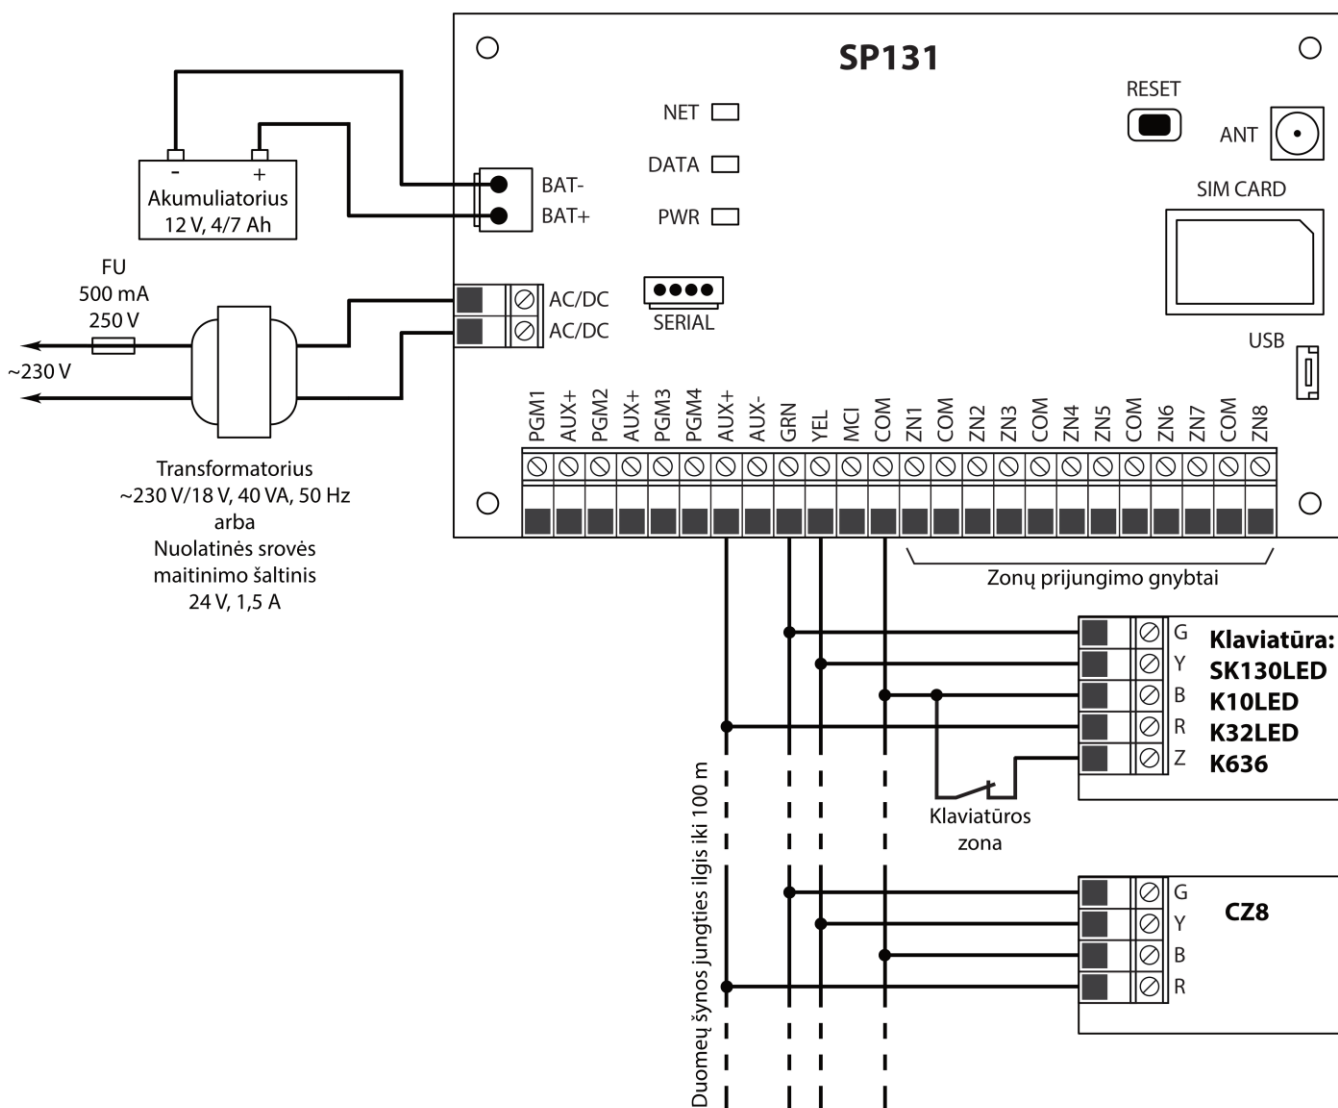 SP131
NET
DATA
PWR
RESET
ANT
SIM CARD
USB
SERIAL
- +
Akumuliatorius
12 V, 4/7 Ah
BAT-
BAT+
FU
500 mA
250 V
~230 V
AC/DC
AC/DC
Transformatorius
~230 V/18 V, 40 VA, 50 Hz
arba
Nuolatinės srovės
maitinimo šaltinis
24 V, 1,5 A
PGM1
AUX+
PGM2
AUX+
PGM3
PGM4
AUX+
AUX-
GRN
YEL
MCI
COM
ZN1
COM
ZN2
ZN3
COM
ZN4
ZN5
COM
ZN6
ZN7
COM
ZN8
Zonų prijungimo gnybtai
G
Y
B
R
Z
Klaviatūra:
SK130LED
K10LED
K32LED
K636
Klaviatūros
zona
Duomeų šynos jungties ilgis iki 100 m
G
Y
B
R
CZ8